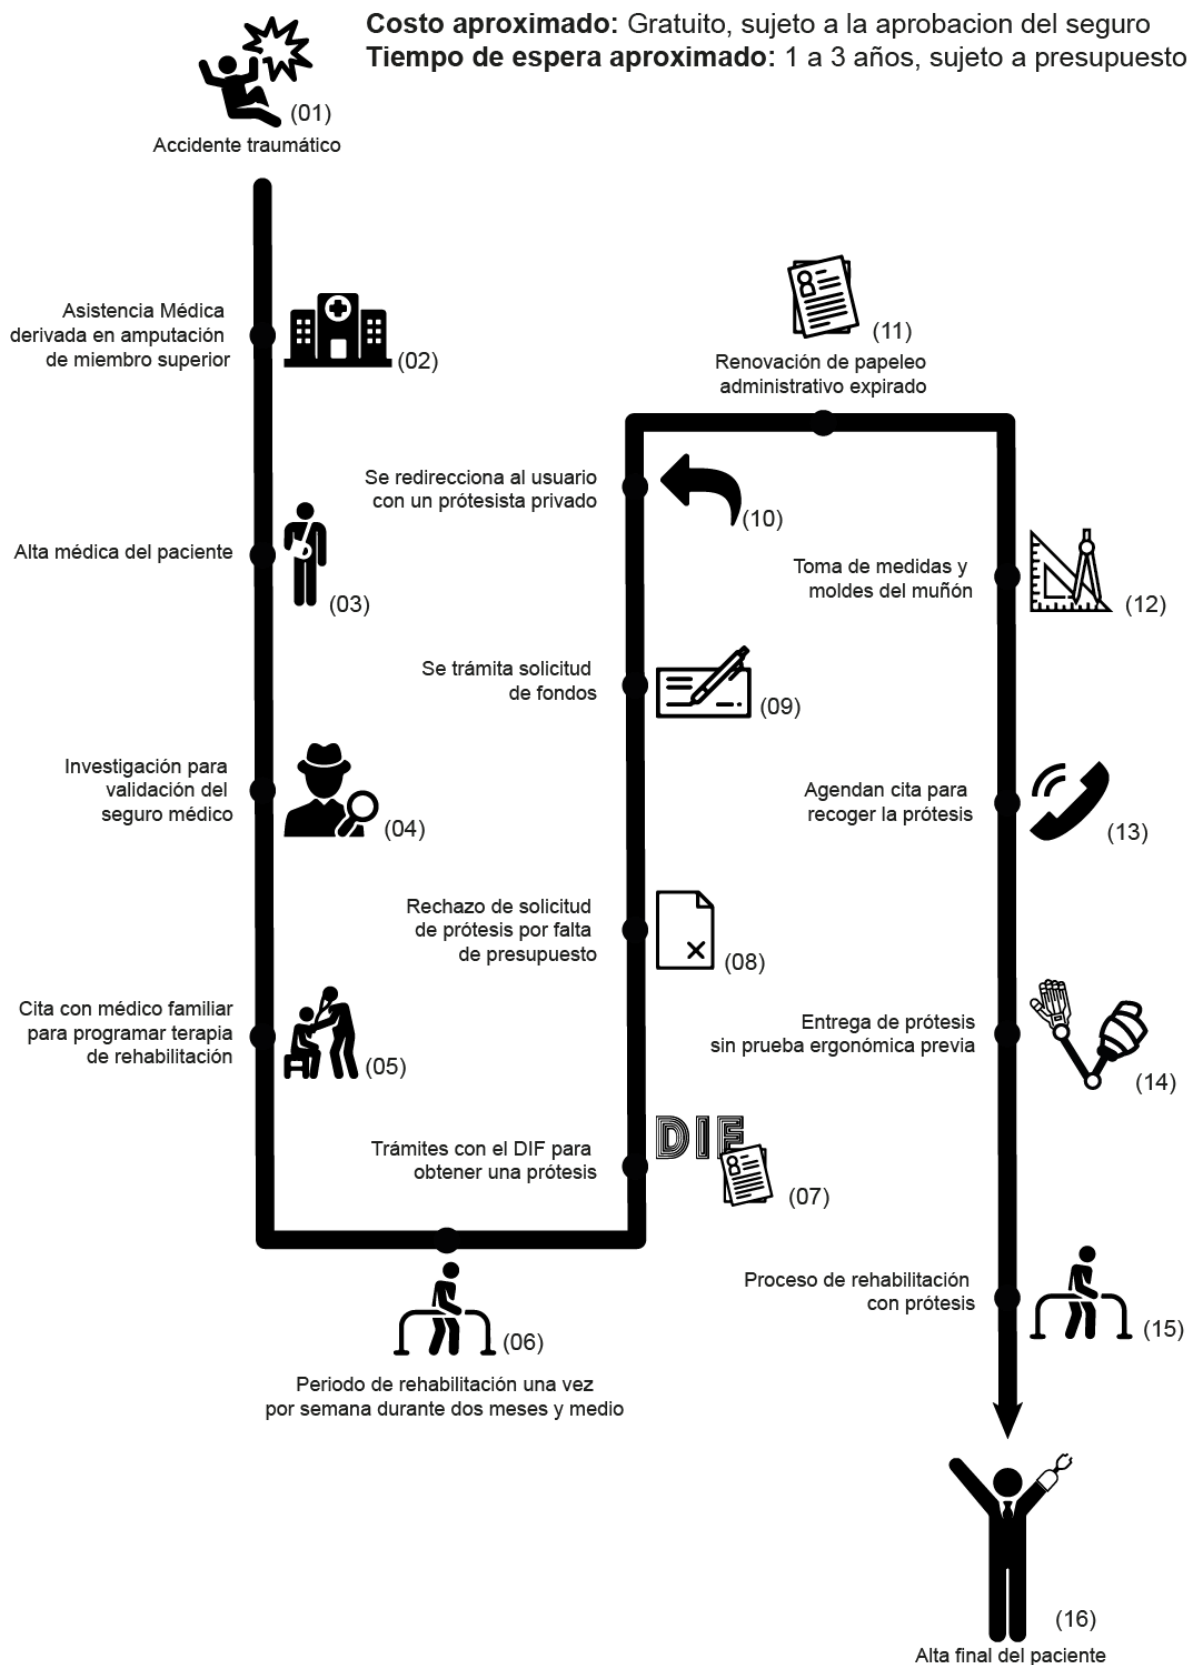 Costo aproximado: Gratuito, sujeto a la aprobacion del seguro
Tiempo de espera aproximado: 1 a 3 años, sujeto a presupuesto
(01)
Accidente traumático
Asistencia Médica
derivada en amputación
de miembro superior
(02)
Alta médica del paciente
(03)
Investigación para
validación del
seguro médico
(04)
Cita con médico familiar
para programar terapia
de rehabilitación
(05)
(06)
Periodo de rehabilitación una vez
por semana durante dos meses y medio
Trámites con el DIF para
obtener una prótesis
DIF
(07)
Rechazo de solicitud
de prótesis por falta
de presupuesto
(08)
Se trámita solicitud
de fondos
(09)
Se redirecciona al usuario
con un prótesista privado
(10)
(11)
Renovación de papeleo
administrativo expirado
Toma de medidas y
moldes del muñón
(12)
Agendan cita para
recoger la prótesis
(13)
Entrega de prótesis
sin prueba ergonómica previa
(14)
Proceso de rehabilitación
con prótesis
(15)
(16)
Alta final del paciente